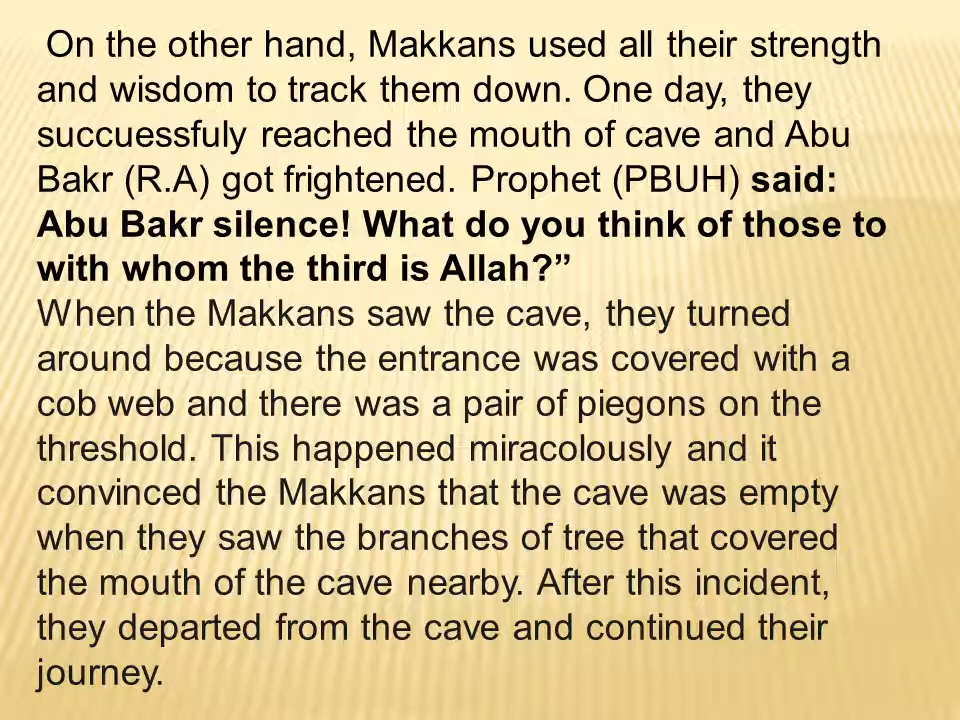 On the other hand, Makkans used all their strength
and wisdom to track them down. One day, they
succuessfuly reached the mouth of cave and Abu
Bakr (R.A) got frightened. Prophet (PBUH) said:
Abu Bakr silence! What do you think of those to
with whom the third is Allah?”
When the Makkans saw the cave, they turned
around because the entrance was covered with a
cob web and there was a pair of piegons on the
threshold. This happened miracolously and it
convinced the Makkans that the cave was empty
when they saw the branches of tree that covered
the mouth of the cave nearby. After this incident,
they departed from the cave and continued their
journey.